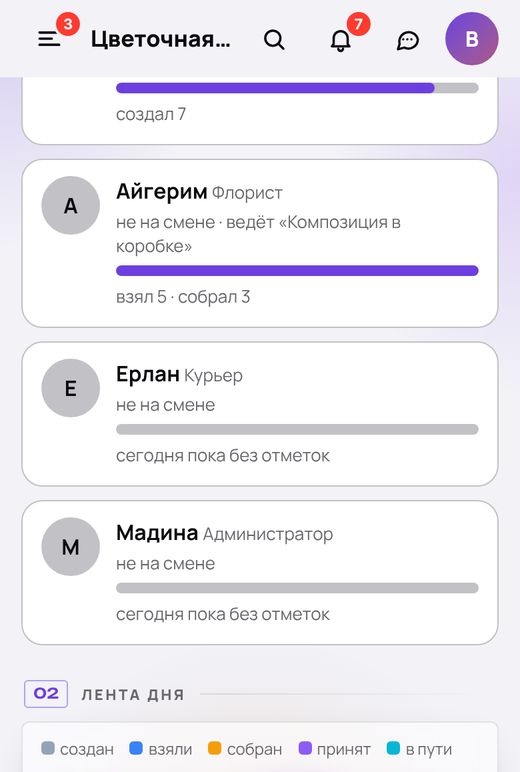 3
Цветочная...
7
В
создал 7
А
Айгерим Флорист
не на смене · ведёт «Композиция в
коробке»
взял 5 · собрал 3
Е
Ерлан Курьер
не на смене
сегодня пока без отметок
М
Мадина Администратор
не на смене
сегодня пока без отметок
02 ЛЕНТА ДНЯ
создан взяли собран принят в пути